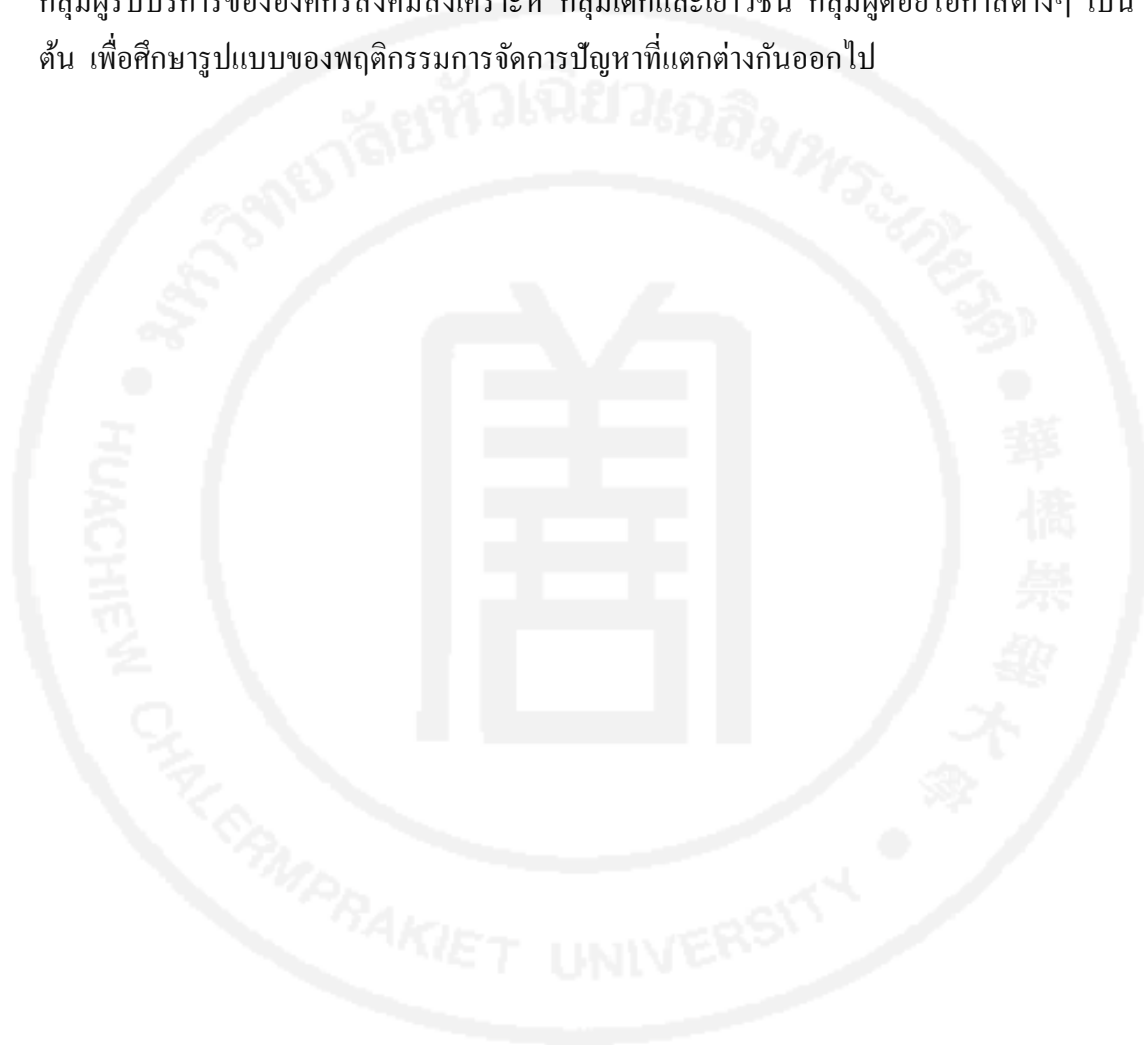 กลุ่มผู้รับบริการขององค์กรสังคมสงเคราะห์ กลุ่มเด็กและเยาวชน กลุ่มผู้ด้อยโอกาสต่างๆ เป็น
ต้น เพื่อศึกษารูปแบบของพฤติกรรมการจัดการปัญหาที่แตกต่างกันออกไป
มหาวิทยาลัยหัวเฉียวเฉลิมพระเกียรติ
華僑崇聖大學
HUACHIEW CHALERMPRAKIET UNIVERSITY